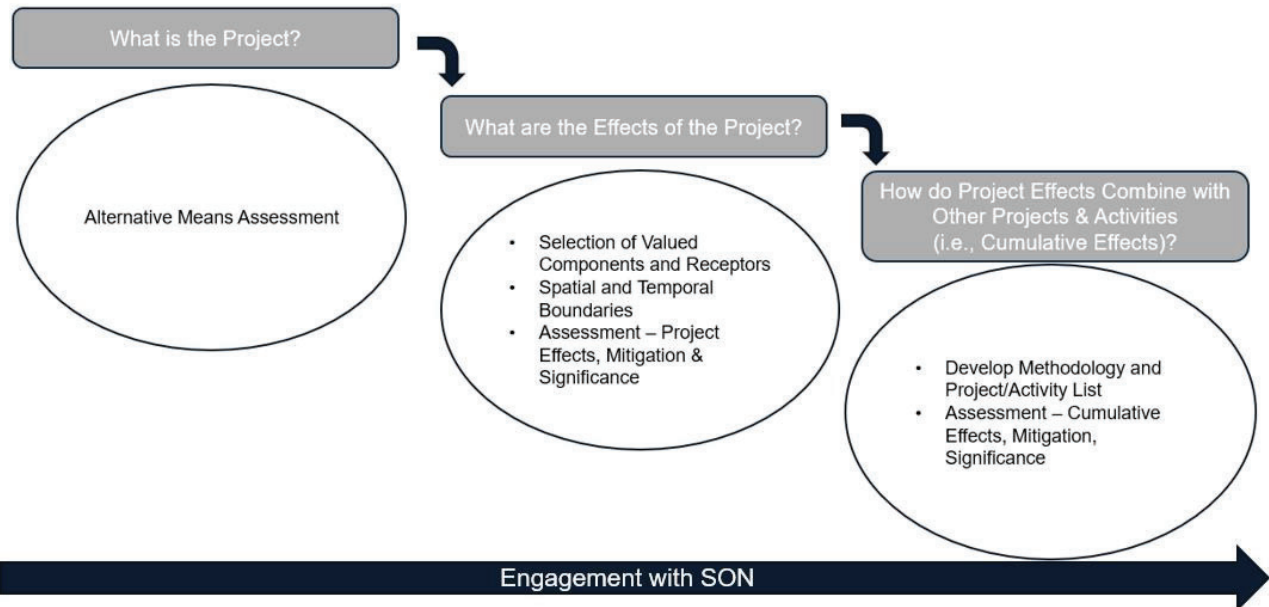 What is the Project?
Alternative Means Assessment
What are the Effects of the Project?
• Selection of Valued
Components and Receptors
• Spatial and Temporal
Boundaries
• Assessment – Project
Effects, Mitigation &
Significance
How do Project Effects Combine with
Other Projects & Activities
(i.e., Cumulative Effects)?
• Develop Methodology and
Project/Activity List
• Assessment – Cumulative
Effects, Mitigation,
Significance
Engagement with SON